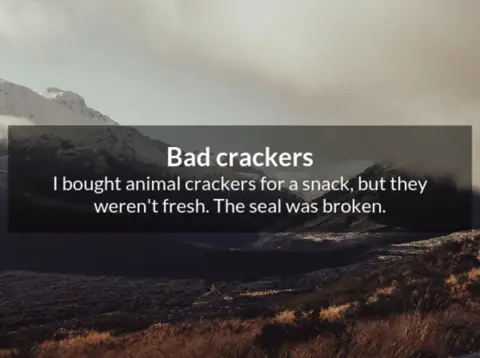 Bad crackers
I bought animal crackers for a snack, but they
weren't fresh. The seal was broken.